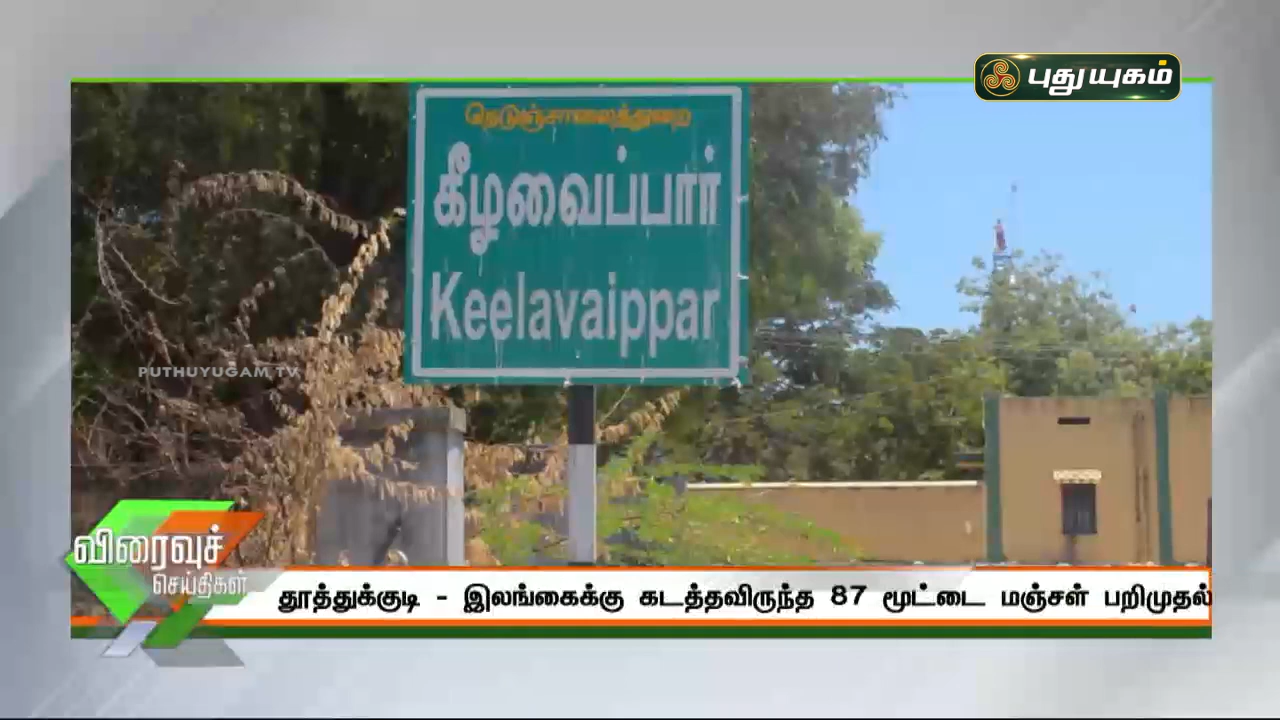 புதுயுகம்
நெடுஞ்சாலைத்துறை
கீழவைப்பார்
Keelavaippar
PUTHUYUGAM TV
விரைவுச்
செய்திகள்
தூத்துக்குடி - இலங்கைக்கு கடத்தவிருந்த 87 மூட்டை மஞ்சள் பறிமுதல்